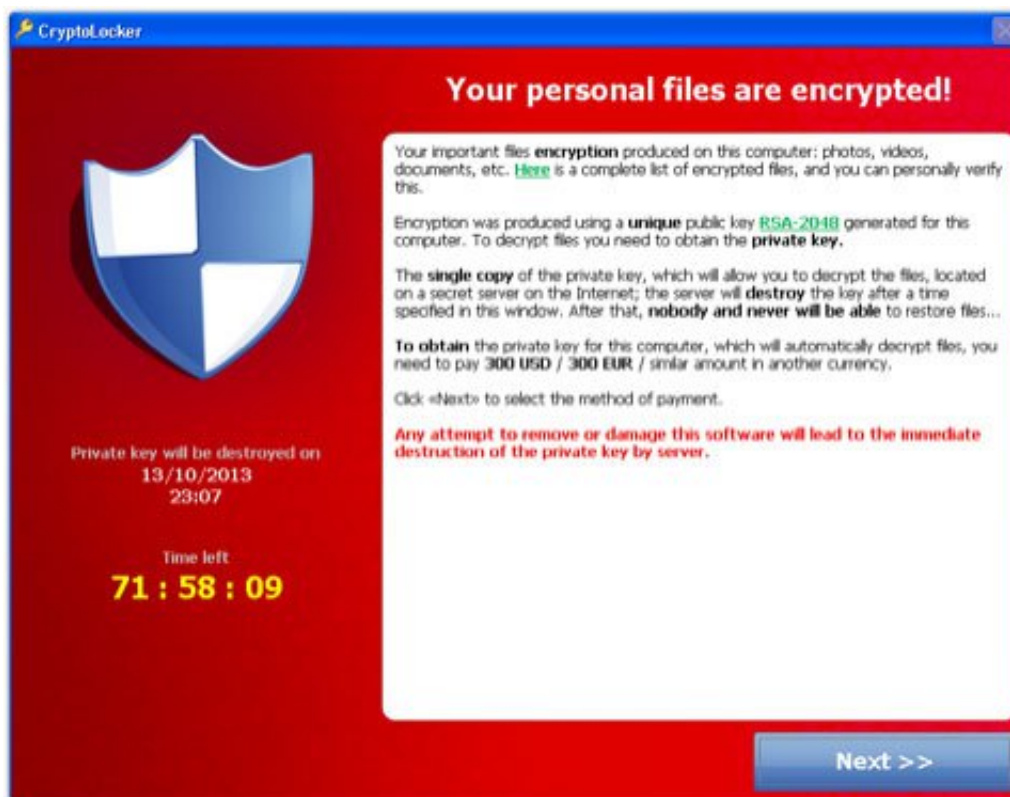 CryptoLocker
Your personal files are encrypted!
Your important files encryption produced on this computer: photos, videos,
documents, etc. Here is a complete list of encrypted files, and you can personally verify
this.
Encryption was produced using a unique public key RSA-2048 generated for this
computer. To decrypt files you need to obtain the private key.
The single copy of the private key, which will allow you to decrypt the files, located
on a secret server on the Internet; the server will destroy the key after a time
specified in this window. After that, nobody and never will be able to restore files...
To obtain the private key for this computer, which will automatically decrypt files, you
need to pay 300 USD / 300 EUR / similar amount in another currency.
Click «Next» to select the method of payment.
Any attempt to remove or damage this software will lead to the immediate
destruction of the private key by server.
Private key will be destroyed on
13/10/2013
23:07
Time left
71 : 58 : 09
Next >>